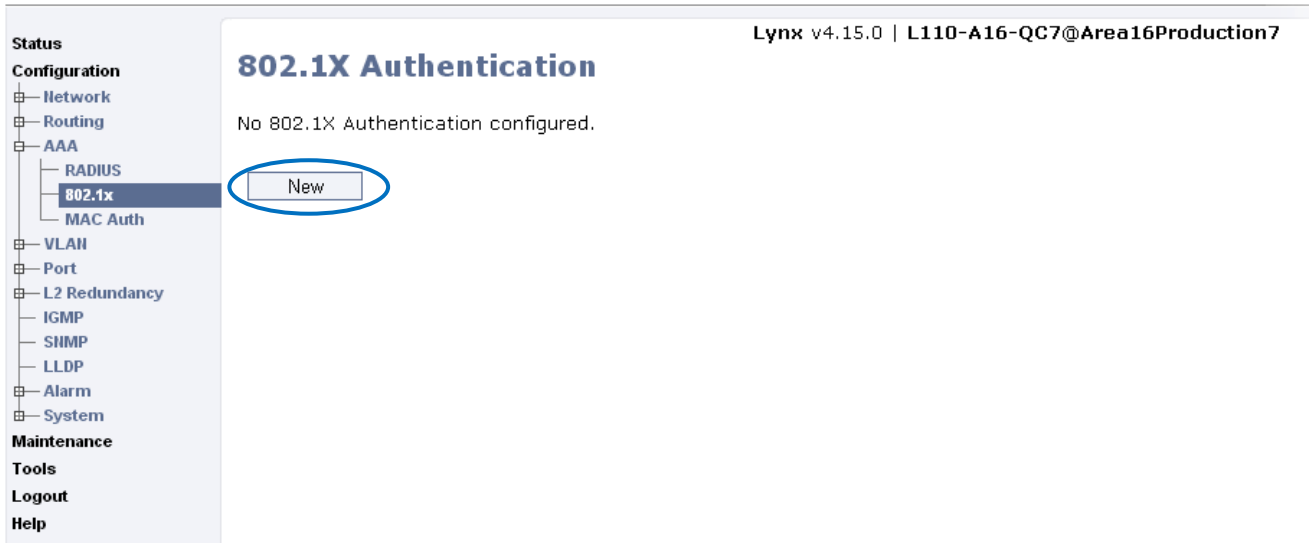 Lynx v4.15.0 | L110-A16-QC7@Area16Production7
Status
Configuration
Network
Routing
AAA
RADIUS
802.1x
MAC Auth
VLAN
Port
L2 Redundancy
IGMP
SNMP
LLDP
Alarm
System
Maintenance
Tools
Logout
Help
802.1X Authentication
No 802.1X Authentication configured.
New